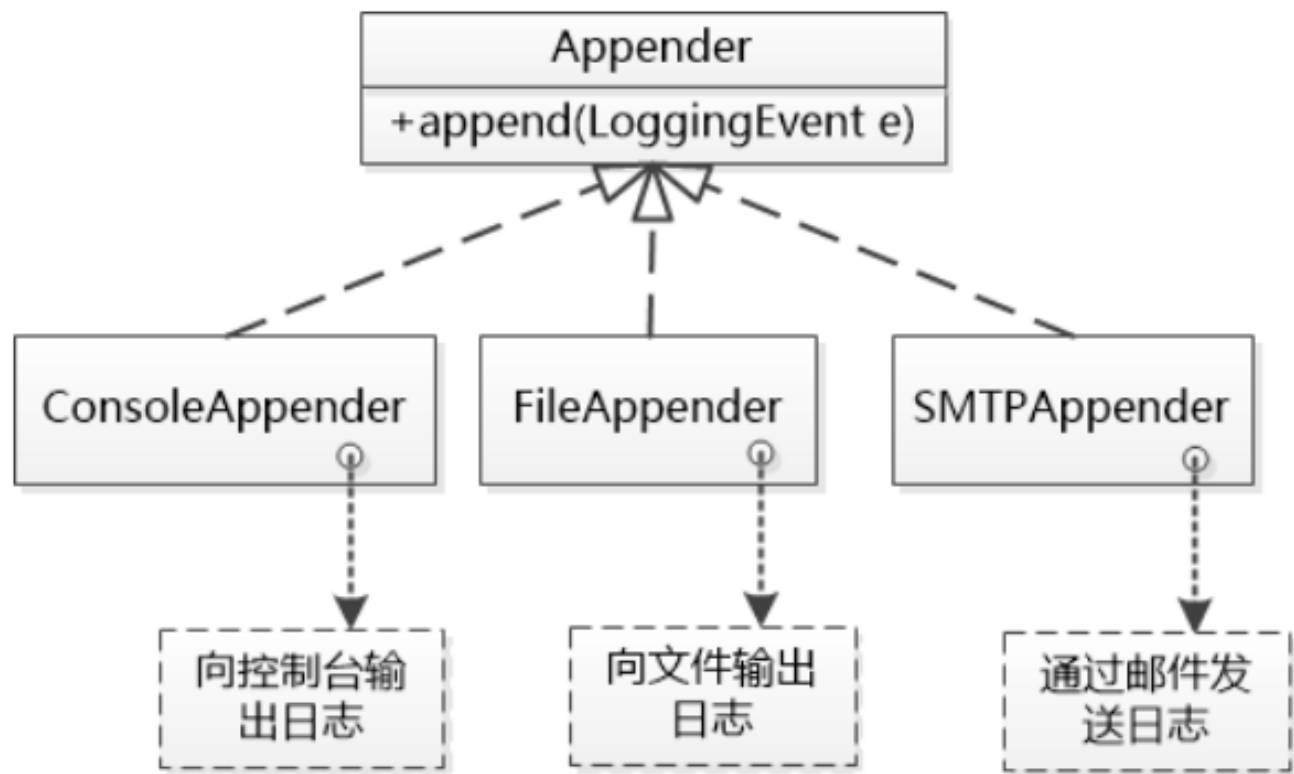 Appender
+append(LoggingEvent e)
ConsoleAppender
FileAppender
SMTPAppender
向控制台输
出日志
向文件输出
日志
通过邮件发
送日志